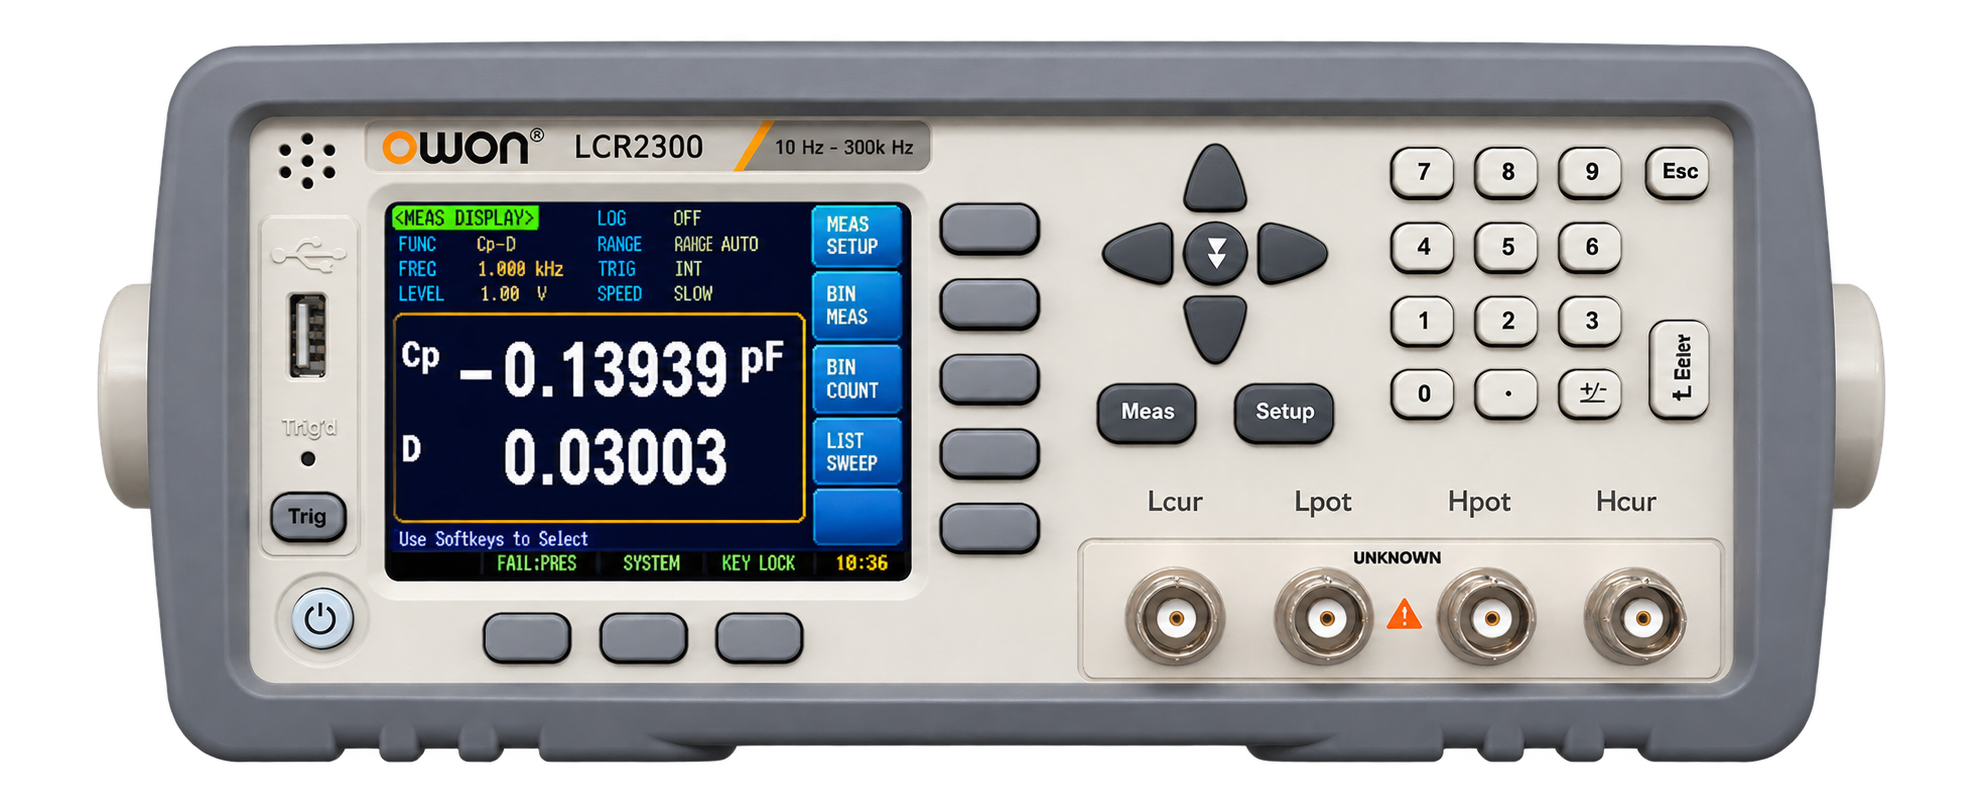 OWON® LCR2300 10 Hz - 300k Hz
<MEAS DISPLAY> LOG OFF
FUNC Cp-D RANGE RAHGE AUTO
FREC 1.000 kHz TRIG INT
LEVEL 1.00 V SPEED SLOW
Cp -0.13939 pF
D 0.03003
Use Softkeys to Select
FAIL:PRES SYSTEM KEY LOCK 10:36
MEAS
SETUP
BIN
MEAS
BIN
COUNT
LIST
SWEEP
Trig'd
Trig
7 8 9 Esc
4 5 6
1 2 3
0 . +/-
Eeler
Meas Setup
Lcur Lpot Hpot Hcur
UNKNOWN